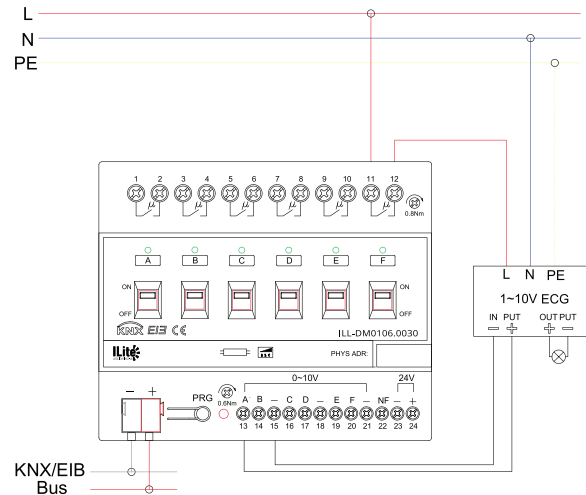 L
N
PE
1 2 3 4 5 6 7 8 9 10 11 12
μ μ μ μ μ μ
0.8Nm
A B C D E F
ON ON
OFF OFF
KNX EIB CE
ILL-DM0106.0030
ILite
PHYS ADR:
L N PE
1~10V ECG
IN PUT OUT PUT
− + + −
− +
PRG
0.6Nm
0~10V 24V
A B − C D − E F − NF − +
13 14 15 16 17 18 19 20 21 22 23 24
KNX/EIB
Bus